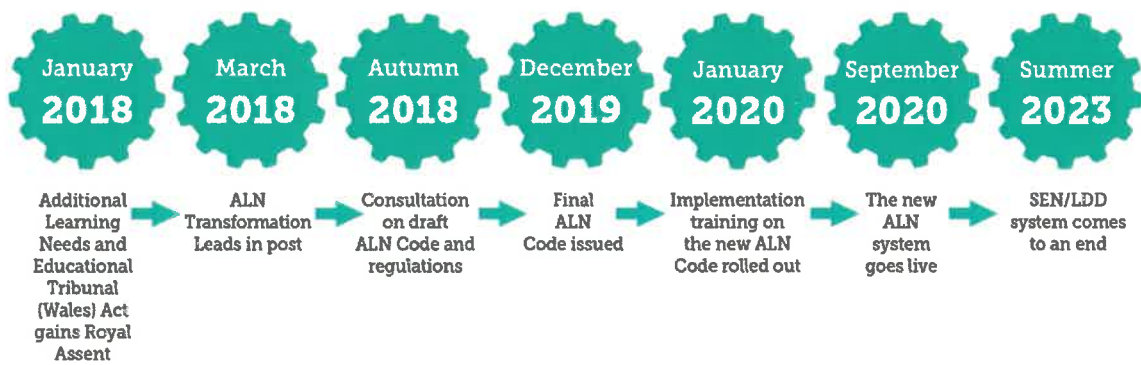 January
2018
March
2018
Autumn
2018
December
2019
January
2020
September
2020
Summer
2023
Additional
Learning
Needs and
Educational
Tribunal
(Wales) Act
gains Royal
Assent
ALN
Transformation
Leads in post
Consultation
on draft
ALN Code and
regulations
Final
ALN
Code issued
Implementation
training on
the new ALN
Code rolled out
The new
ALN
system
goes live
SEN/LDD
system comes
to an end